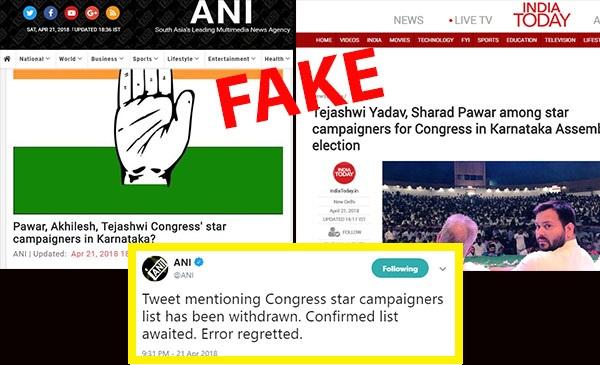 ANI
South Asia's Leading Multimedia News Agency
SAT, APR 21, 2018 | UPDATED 18:36 IST
National World Business Sports Lifestyle Entertainment Health
Pawar, Akhilesh, Tejashwi Congress' star
campaigners in Karnataka?
ANI | Updated: Apr 21, 2018 18
FAKE
NEWS • LIVE TV
INDIA
TODAY
HOME VIDEOS INDIA MOVIES TECHNOLOGY FYI SPORTS EDUCATION TELEVISION LIFEST
Tejashwi Yadav, Sharad Pawar among star
campaigners for Congress in Karnataka Assembl
election
INDIA
TODAY
IndiaToday.in
New Delhi
April 21, 2018
UPDATED 16:17 IST
FOLLOW
ANI
@ANI
Following
Tweet mentioning Congress star campaigners
list has been withdrawn. Confirmed list
awaited. Error regretted.
9:31 PM - 21 Apr 2018